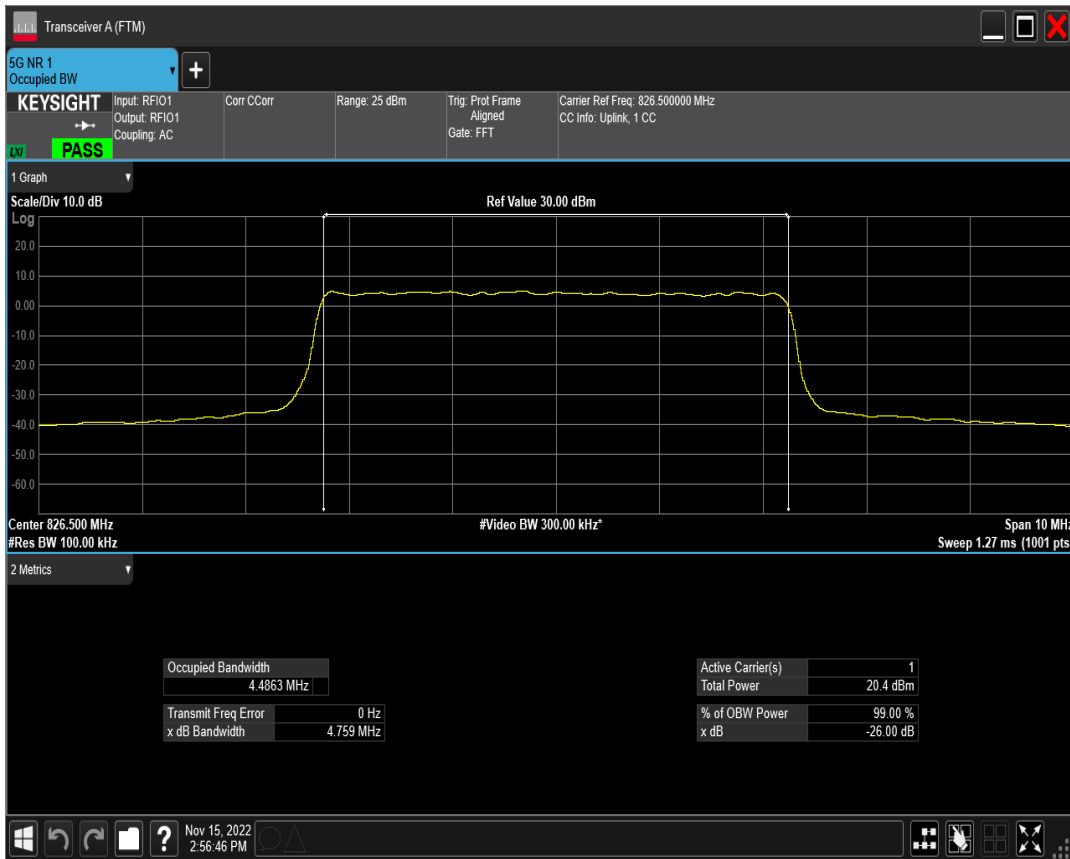 Transceiver A (FTM)
5G NR 1
Occupied BW
+
KEYSIGHT
Input: RFIO1
Output: RFIO1
Coupling: AC
Corr CCorr
Range: 25 dBm
Trig: Prot Frame
Aligned
Gate: FFT
Carrier Ref Freq: 826.500000 MHz
CC Info: Uplink, 1 CC
LXI
PASS
1 Graph
Scale/Div 10.0 dB
Ref Value 30.00 dBm
Log
20.0
10.0
0.00
-10.0
-20.0
-30.0
-40.0
-50.0
-60.0
Center 826.500 MHz
#Video BW 300.00 kHz*
Span 10 MHz
#Res BW 100.00 kHz
Sweep 1.27 ms (1001 pts
2 Metrics
Occupied Bandwidth
4.4863 MHz
Transmit Freq Error 0 Hz
x dB Bandwidth 4.759 MHz
Active Carrier(s) 1
Total Power 20.4 dBm
% of OBW Power 99.00 %
x dB -26.00 dB
?
Nov 15, 2022
2:56:46 PM